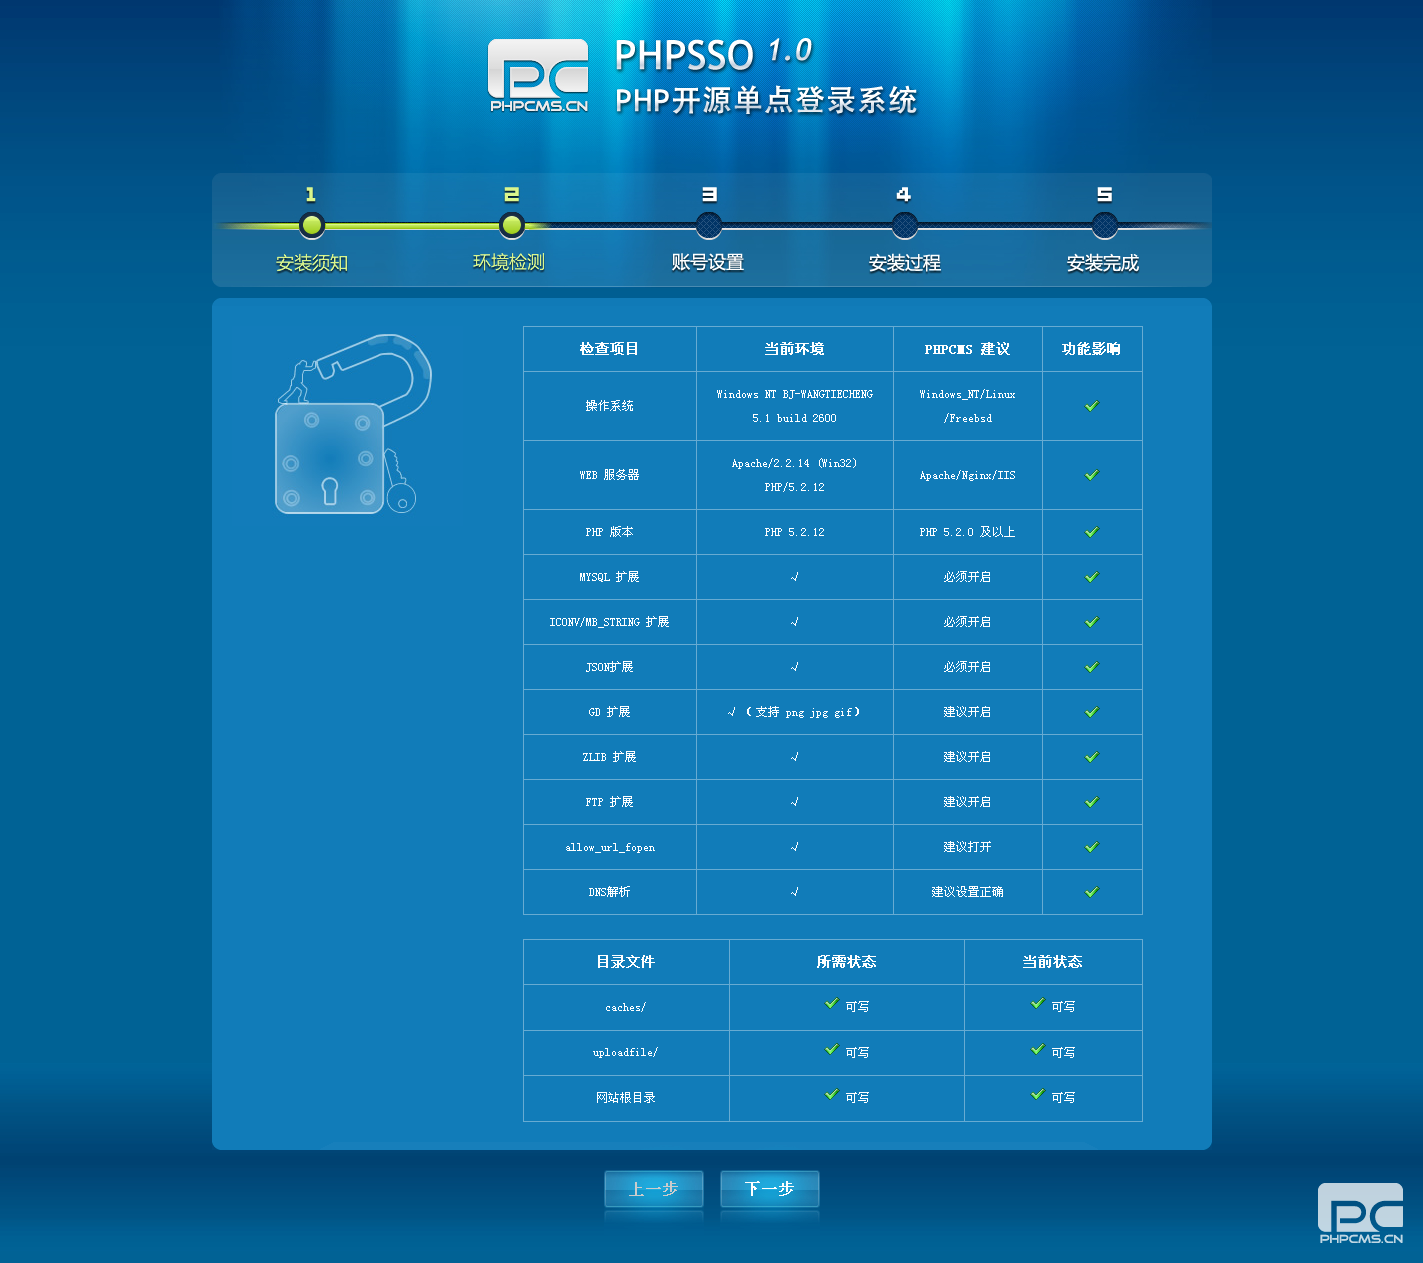 PHPCMS.CN
PHPSSO 1.0
PHP开源单点登录系统
1 2 3 4 5
安装须知 环境检测 账号设置 安装过程 安装完成
检查项目 当前环境 PHPCMS 建议 功能影响
操作系统 Windows NT BJ-WANGTIECHENG 5.1 build 2600 Windows_NT/Linux/Freebsd
WEB 服务器 Apache/2.2.14 (Win32) PHP/5.2.12 Apache/Nginx/IIS
PHP 版本 PHP 5.2.12 PHP 5.2.0 及以上
MYSQL 扩展 √ 必须开启
ICONV/MB_STRING 扩展 √ 必须开启
JSON扩展 √ 必须开启
GD 扩展 √ (支持 png jpg gif) 建议开启
ZLIB 扩展 √ 建议开启
FTP 扩展 √ 建议开启
allow_url_fopen √ 建议打开
DNS解析 √ 建议设置正确
目录文件 所需状态 当前状态
caches/ 可写 可写
uploadfile/ 可写 可写
网站根目录 可写 可写
上一步 下一步
PHPCMS.CN